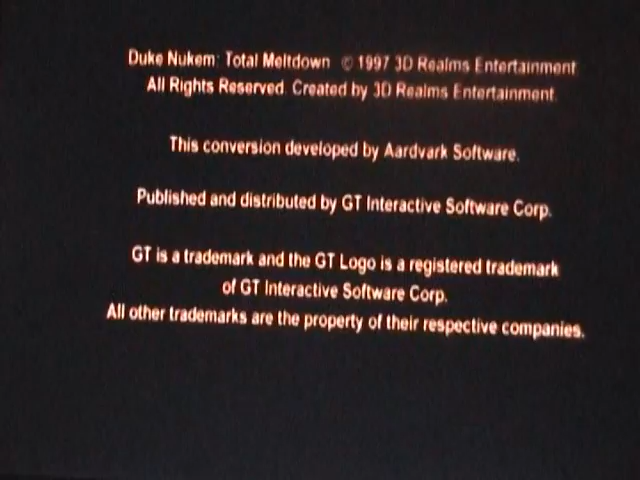 Duke Nukem: Total Meltdown © 1997 3D Realms Entertainment
All Rights Reserved. Created by 3D Realms Entertainment.
This conversion developed by Aardvark Software.
Published and distributed by GT Interactive Software Corp.
GT is a trademark and the GT Logo is a registered trademark
of GT Interactive Software Corp.
All other trademarks are the property of their respective companies.